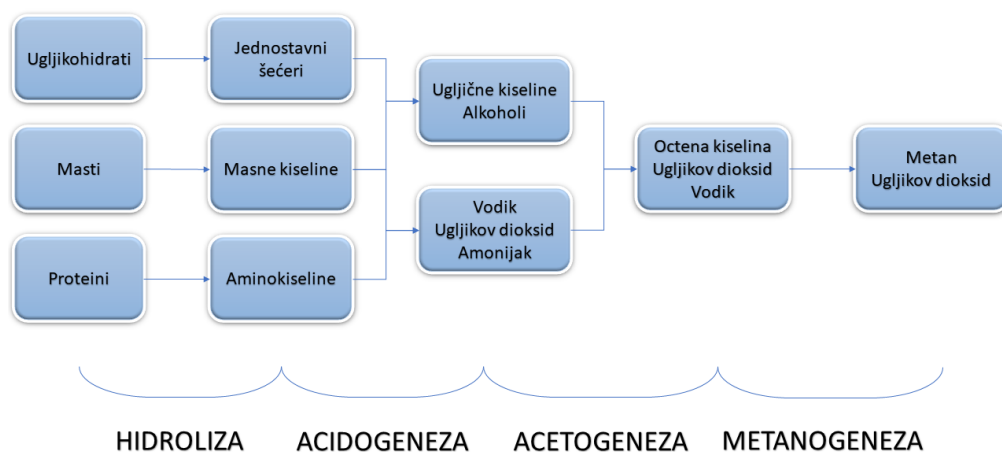 Ugljikohidrati
Jednostavni
šećeri
Ugljične kiseline
Alkoholi
Masti
Masne kiseline
Octena kiselina
Ugljikov dioksid
Vodik
Metan
Ugljikov dioksid
Vodik
Ugljikov dioksid
Amonijak
Proteini
Aminokiseline
HIDROLIZA
ACIDOGENEZA
ACETOGENEZA
METANOGENEZA